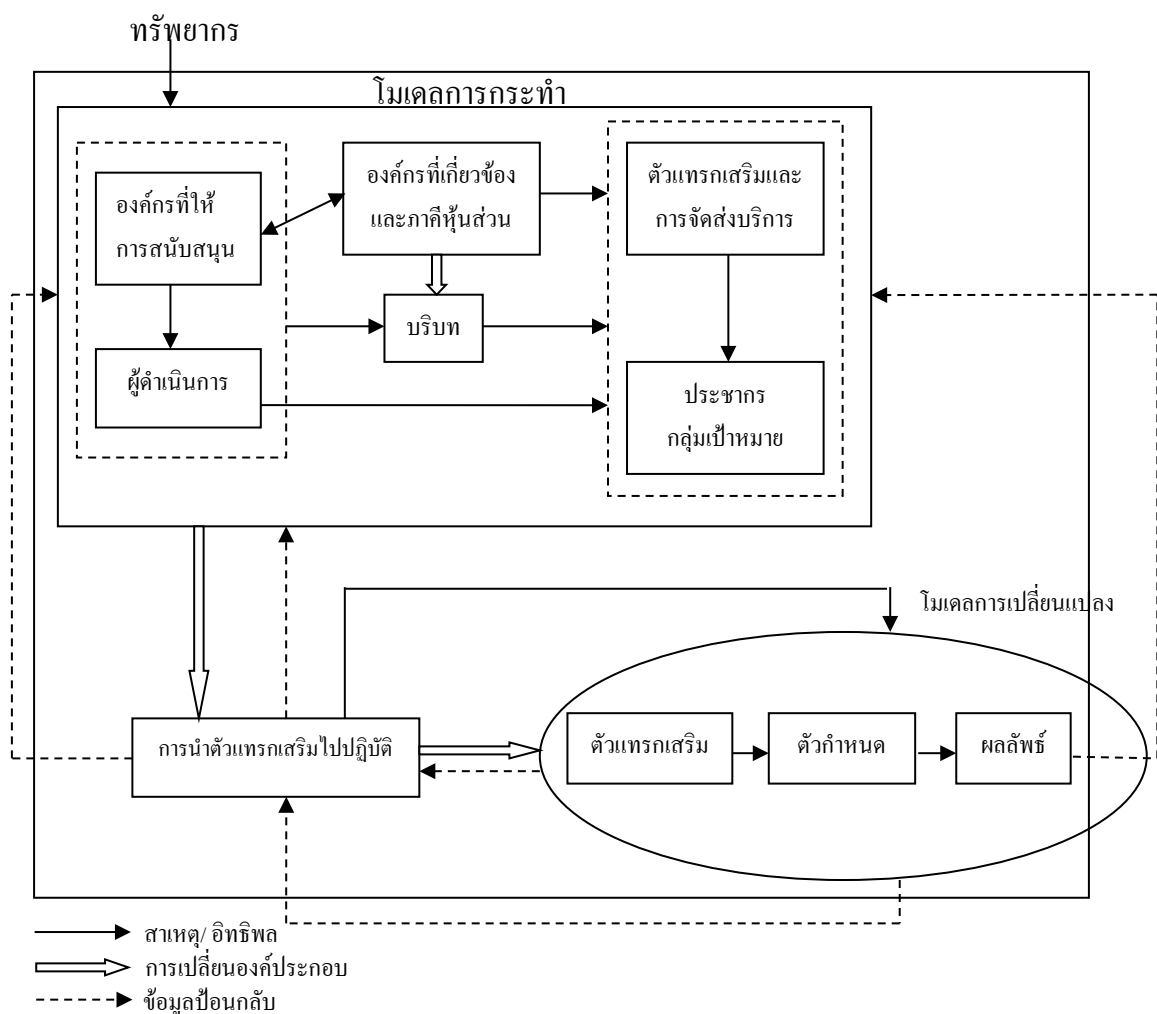 ทรัพยากร
โมเดลการกระทำ
องค์กรที่ให้
การสนับสนุน
องค์กรที่เกี่ยวข้อง
และภาคีหุ้นส่วน
ตัวแทรกเสริมและ
การจัดส่งบริการ
บริบท
ผู้ดำเนินการ
ประชากร
กลุ่มเป้าหมาย
โมเดลการเปลี่ยนแปลง
การนำตัวแทรกเสริมไปปฏิบัติ
ตัวแทรกเสริม
ตัวกำหนด
ผลลัพธ์
สาเหตุ/ อิทธิพล
การเปลี่ยนองค์ประกอบ
ข้อมูลป้อนกลับ